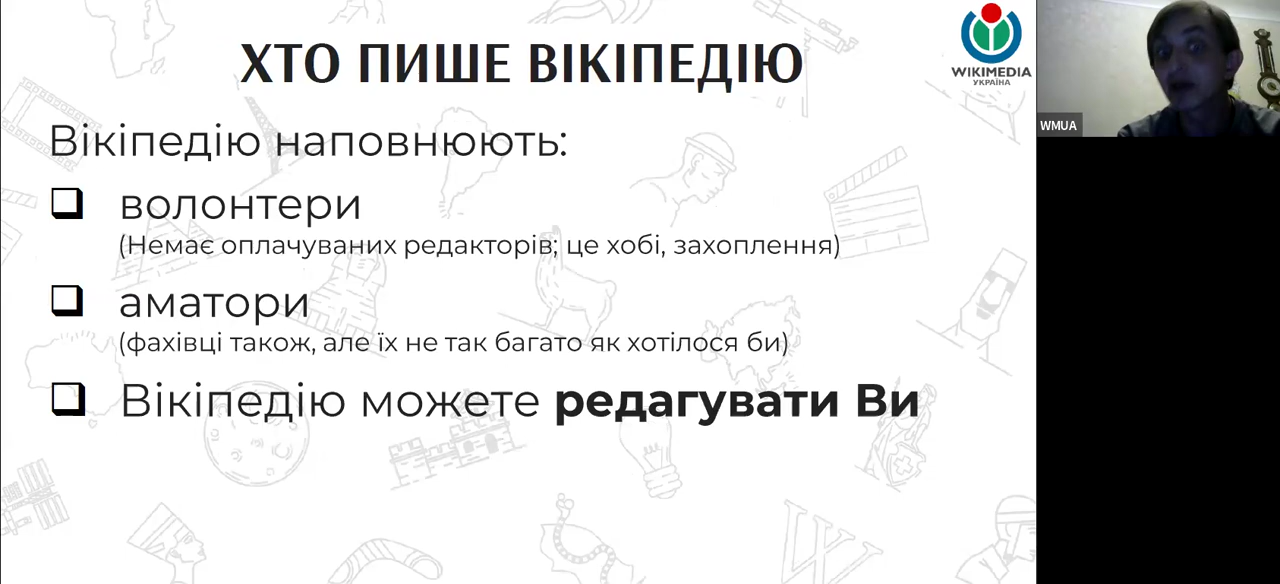 ХТО ПИШЕ ВІКІПЕДІЮ
WIKIMEDIA
УКРАЇНА
WMUA
Вікіпедію наповнюють:
волонтери
(Немає оплачуваних редакторів; це хобі, захоплення)
аматори
(фахівці також, але їх не так багато як хотілося би)
Вікіпедію можете редагувати Ви